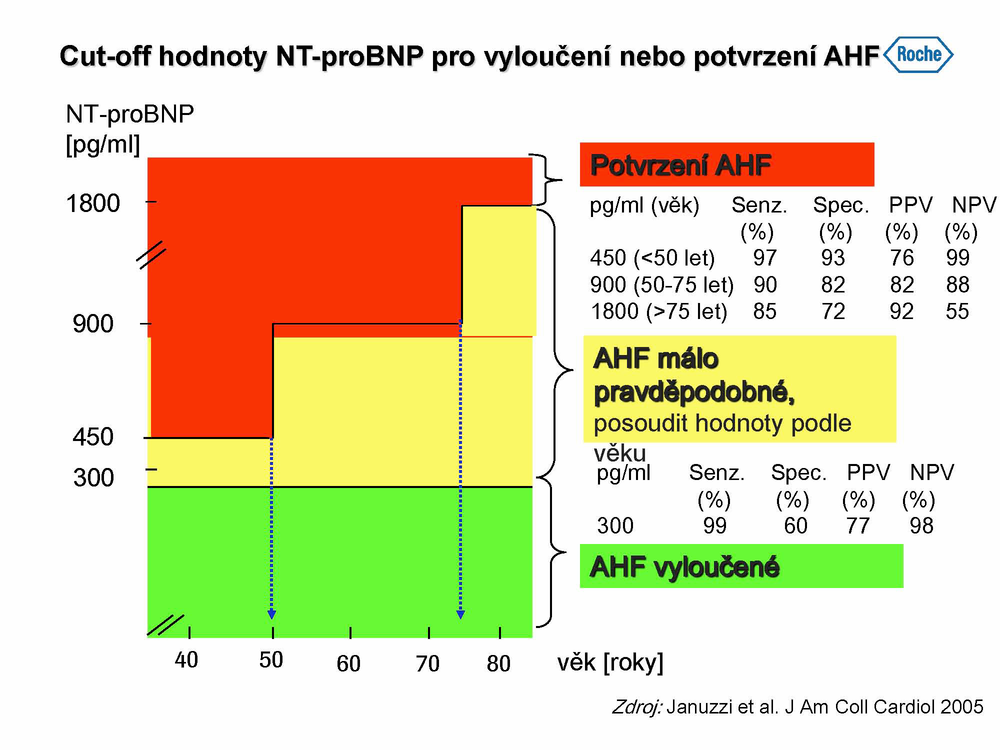 Cut-off hodnoty NT-proBNP pro vyloučení nebo potvrzení AHF
Roche
NT-proBNP
[pg/ml]
1800
900
450
300
40 50 60 70 80 věk [roky]
Potvrzení AHF
pg/ml (věk) Senz. Spec. PPV NPV
(%) (%) (%) (%)
450 (<50 let) 97 93 76 99
900 (50-75 let) 90 82 82 88
1800 (>75 let) 85 72 92 55
AHF málo
pravděpodobné,
posoudit hodnoty podle
věku
pg/ml Senz. Spec. PPV NPV
(%) (%) (%) (%)
300 99 60 77 98
AHF vyloučené
Zdroj: Januzzi et al. J Am Coll Cardiol 2005